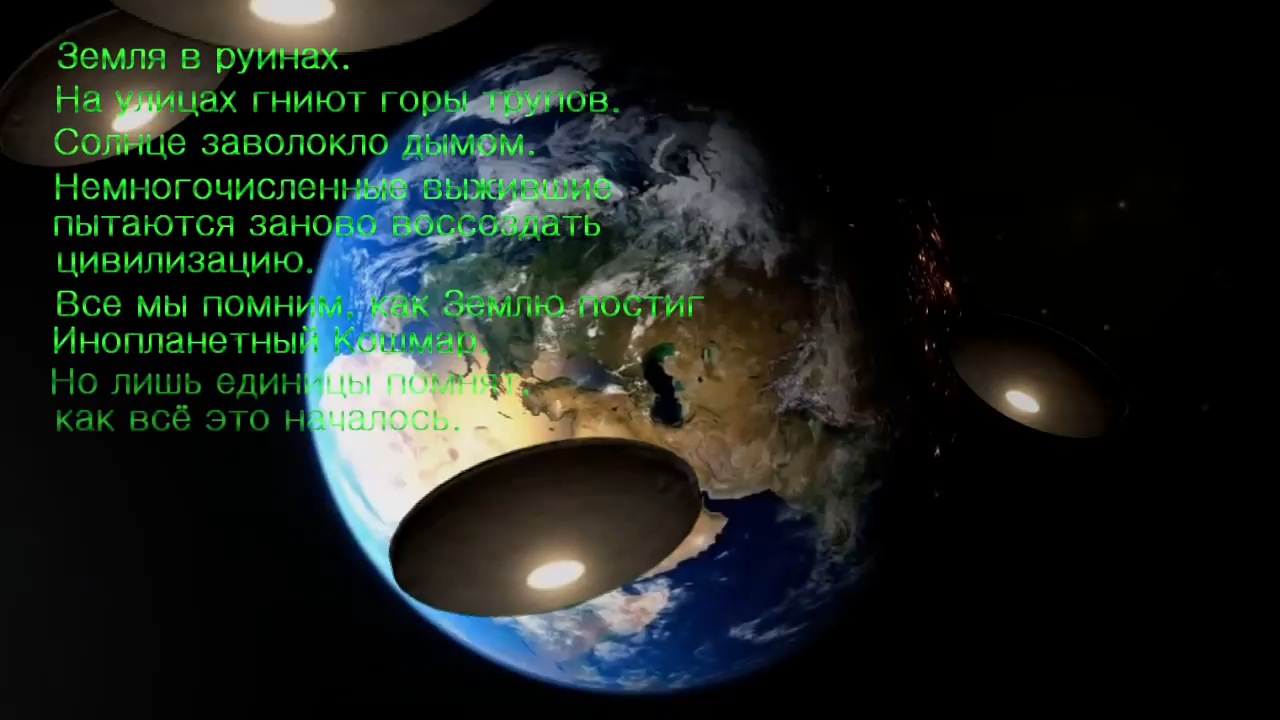 Земля в руинах.
На улицах гниют горы трупов.
Солнце заволокло дымом.
Немногочисленные выжившие
пытаются заново воссоздать
цивилизацию.
Все мы помним, как Землю постиг
Инопланетный Кошмар.
Но лишь единицы помнят,
как всё это началось.